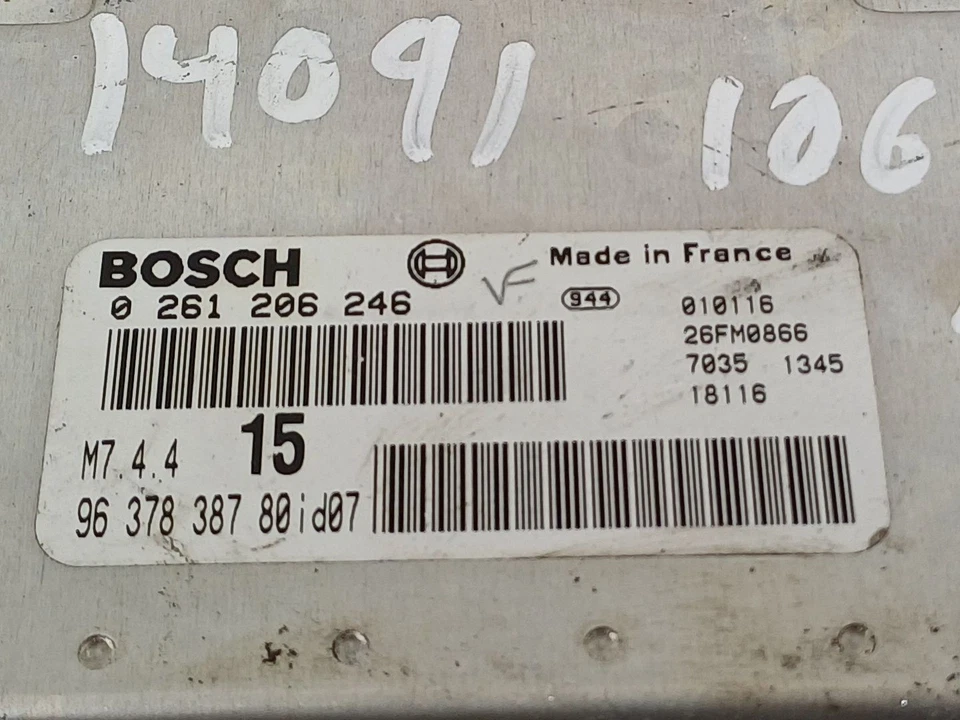 14091 106
BOSCH
Made in France
0 261 206 246
944
010116
26FM0866
7035 1345
18116
M7.4.4 15
96 378 387 80id07